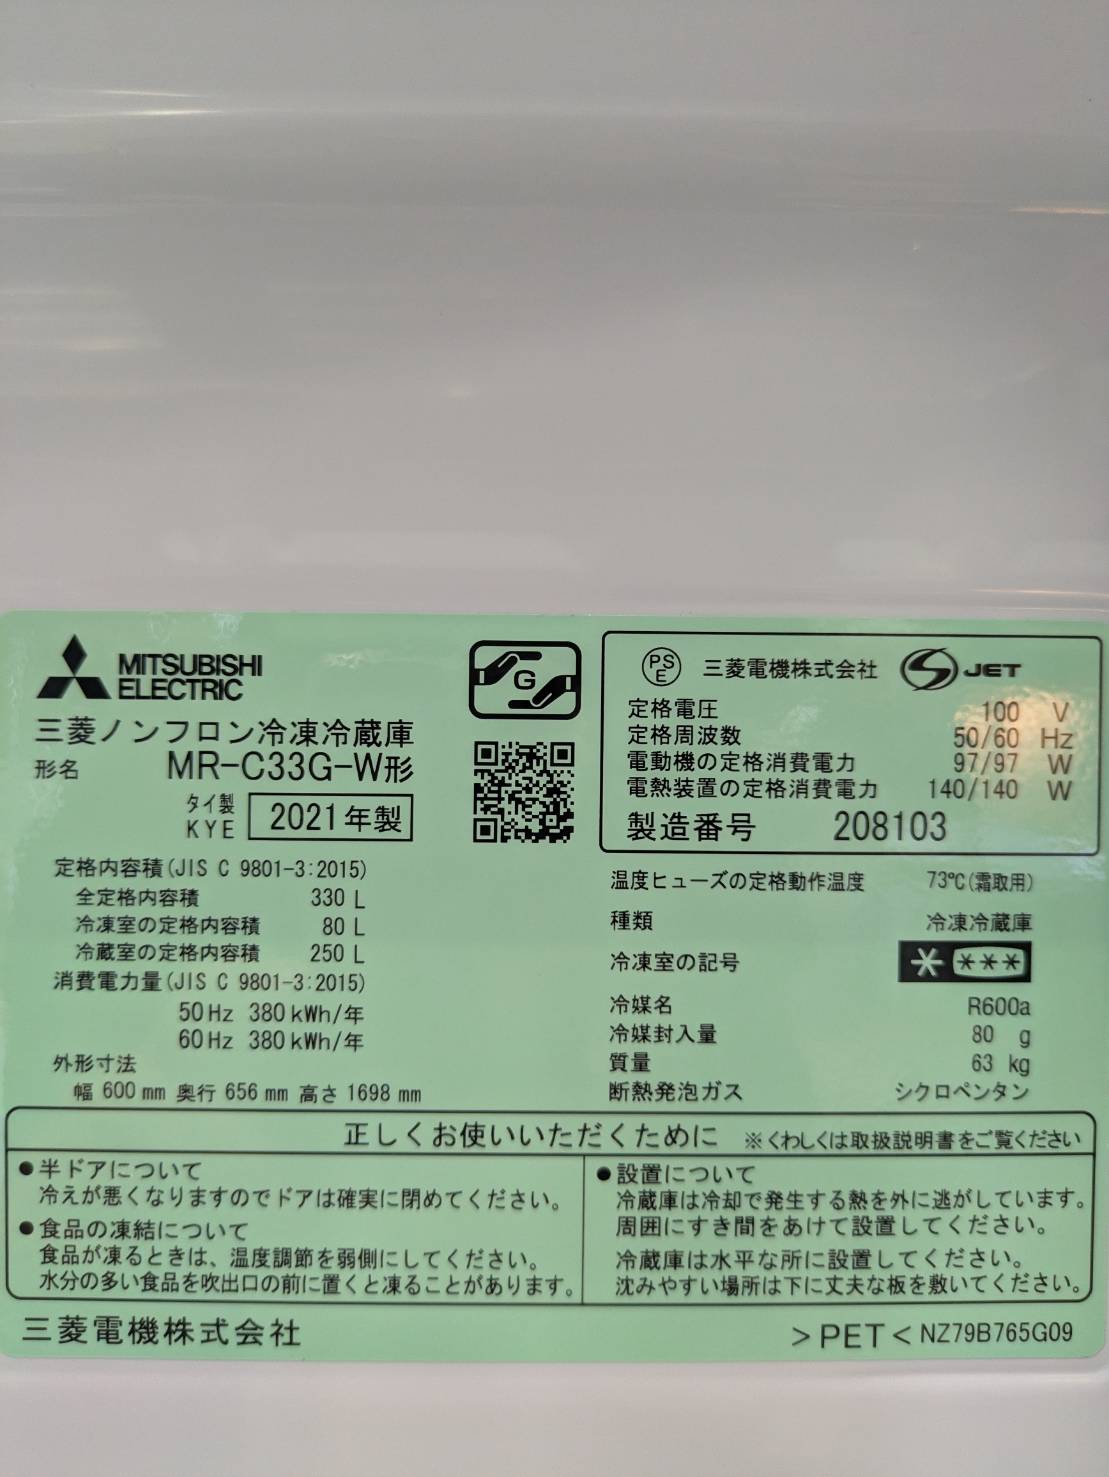 MITSUBISHI
ELECTRIC
三菱ノンフロン冷凍冷蔵庫
形名 MR-C33G-W形
タイ製
KYE
2021年製
G
定格内容積(JIS C 9801-3:2015)
全定格内容積 330 L
冷凍室の定格内容積 80 L
冷蔵室の定格内容積 250 L
消費電力量(JIS C 9801-3:2015)
50Hz 380kWh/年
60Hz 380kWh/年
外形寸法
幅 600mm 奥行 656mm 高さ 1698mm
PS
E
三菱電機株式会社 JET
定格電圧 100 V
定格周波数 50/60 Hz
電動機の定格消費電力 97/97 W
電熱装置の定格消費電力 140/140 W
製造番号 208103
温度ヒューズの定格動作温度 73℃(霜取用)
種類 冷凍冷蔵庫
冷凍室の記号 * ***
冷媒名 R600a
冷媒封入量 80 g
質量 63 kg
断熱発泡ガス シクロペンタン
正しくお使いいただくために ※くわしくは取扱説明書をご覧ください
●半ドアについて
冷えが悪くなりますのでドアは確実に閉めてください。
●食品の凍結について
食品が凍るときは、温度調節を弱側にしてください。
水分の多い食品を吹出口の前に置くと凍ることがあります。
●設置について
冷蔵庫は冷却で発生する熱を外に逃がしています。
周囲にすき間をあけて設置してください。
冷蔵庫は水平な所に設置してください。
沈みやすい場所は下に丈夫な板を敷いてください。
三菱電機株式会社
>PET< NZ79B765G09